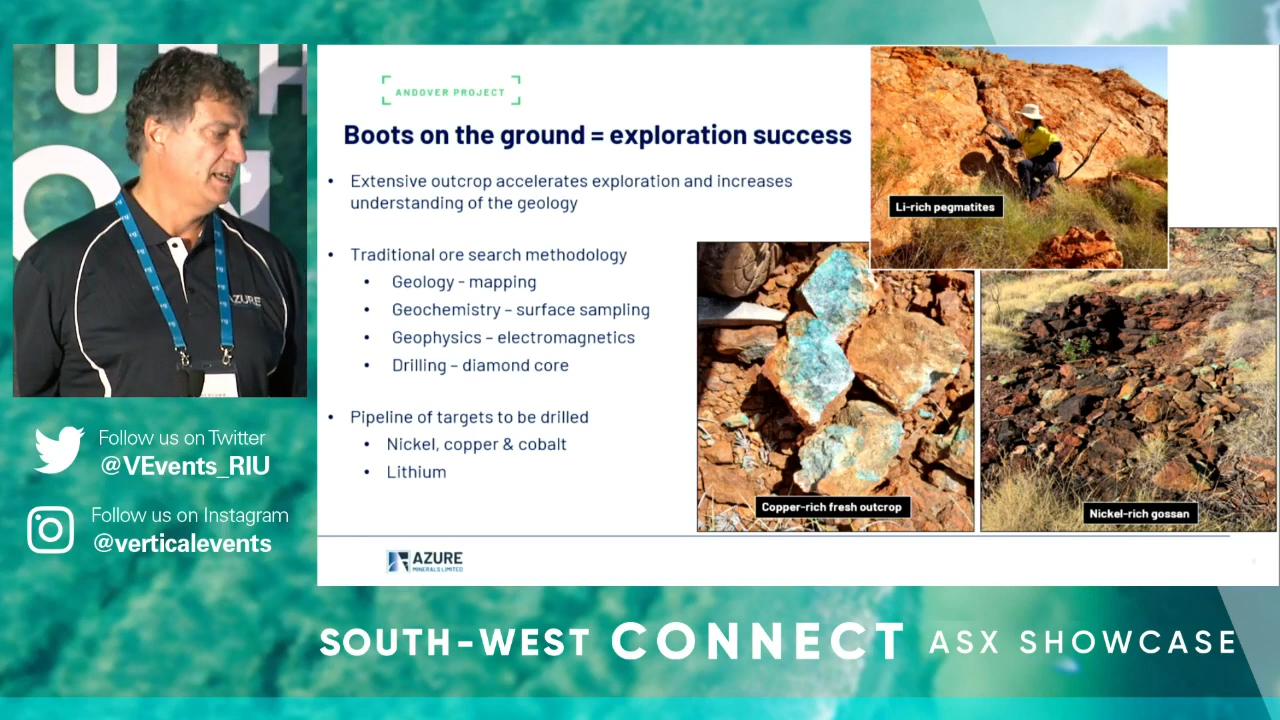 ANDOVER PROJECT
Boots on the ground = exploration success
• Extensive outcrop accelerates exploration and increases
understanding of the geology
• Traditional ore search methodology
• Geology - mapping
• Geochemistry – surface sampling
• Geophysics – electromagnetics
• Drilling – diamond core
• Pipeline of targets to be drilled
• Nickel, copper & cobalt
• Lithium
Li-rich pegmatites
Copper-rich fresh outcrop
Nickel-rich gossan
AZURE
MINERALS LIMITED
AZURE
Follow us on Twitter
@VEvents_RIU
Follow us on Instagram
@verticalevents
SOUTH-WEST CONNECT ASX SHOWCASE